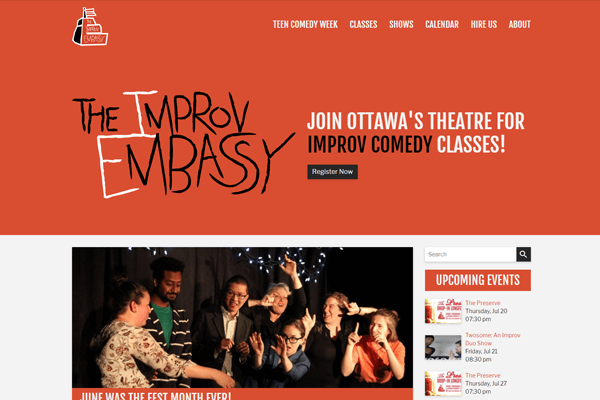 THE IMPROV EMBASSY
TEEN COMEDY WEEK CLASSES SHOWS CALENDAR HIRE US ABOUT
THE IMPROV
EMBASSY
JOIN OTTAWA'S THEATRE FOR
IMPROV COMEDY CLASSES!
Register Now
Search
UPCOMING EVENTS
The Preserve
Thursday, Jul 20
07:30 pm
Twosome: An Improv
Duo Show
Friday, Jul 21
08:30 pm
The Preserve
Thursday, Jul 27
07:30 pm
JUNE WAS THE FEST MONTH EVER!